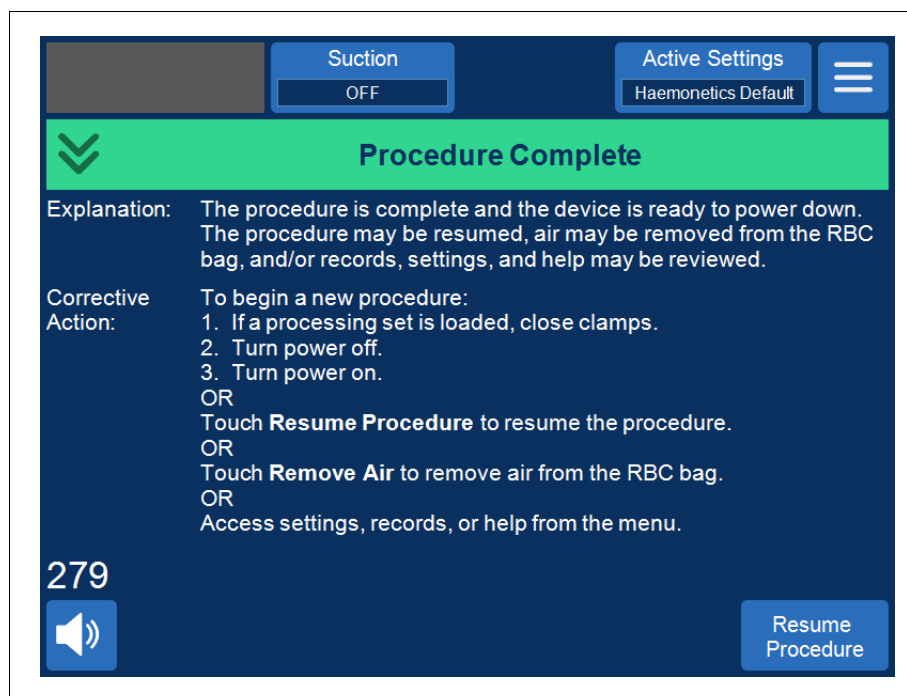 Suction
OFF
Active Settings
Haemonetics Default
Procedure Complete
Explanation:
The procedure is complete and the device is ready to power down.
The procedure may be resumed, air may be removed from the RBC
bag, and/or records, settings, and help may be reviewed.
Corrective
Action:
To begin a new procedure:
1. If a processing set is loaded, close clamps.
2. Turn power off.
3. Turn power on.
OR
Touch Resume Procedure to resume the procedure.
OR
Touch Remove Air to remove air from the RBC bag.
OR
Access settings, records, or help from the menu.
279
Resume
Procedure